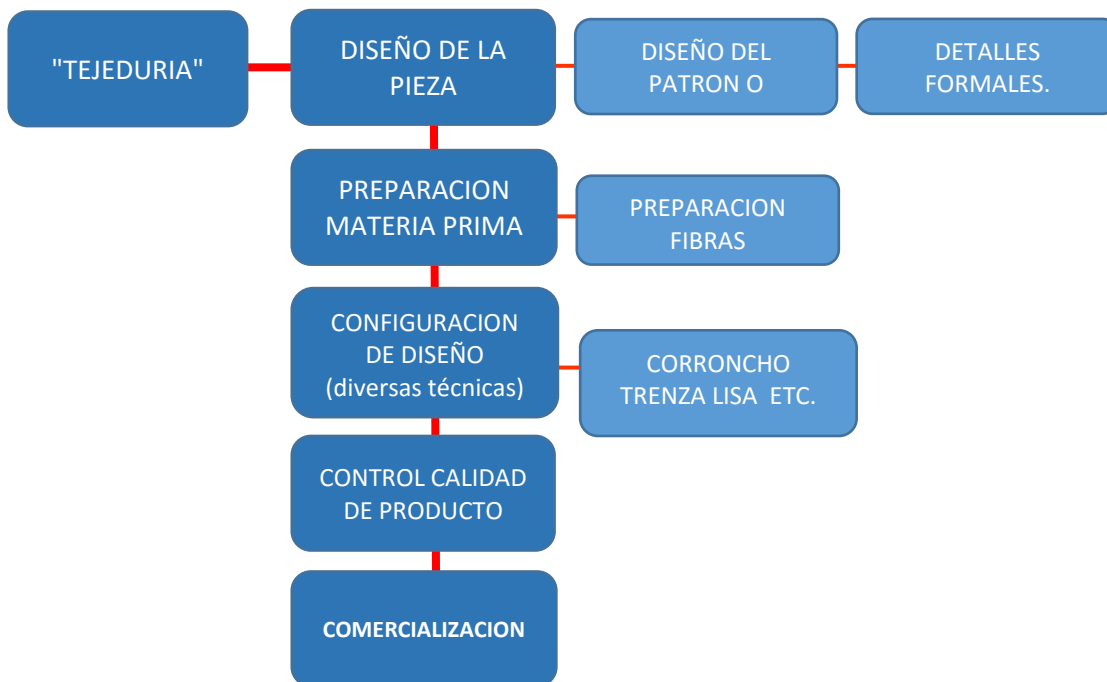 "TEJEDURIA"
DISEÑO DE LA
PIEZA
DISEÑO DEL
PATRON O
DETALLES
FORMALES.
PREPARACION
MATERIA PRIMA
PREPARACION
FIBRAS
CONFIGURACION
DE DISEÑO
(diversas técnicas)
CORRONCHO
TRENZA LISA  ETC.
CONTROL CALIDAD
DE PRODUCTO
COMERCIALIZACION